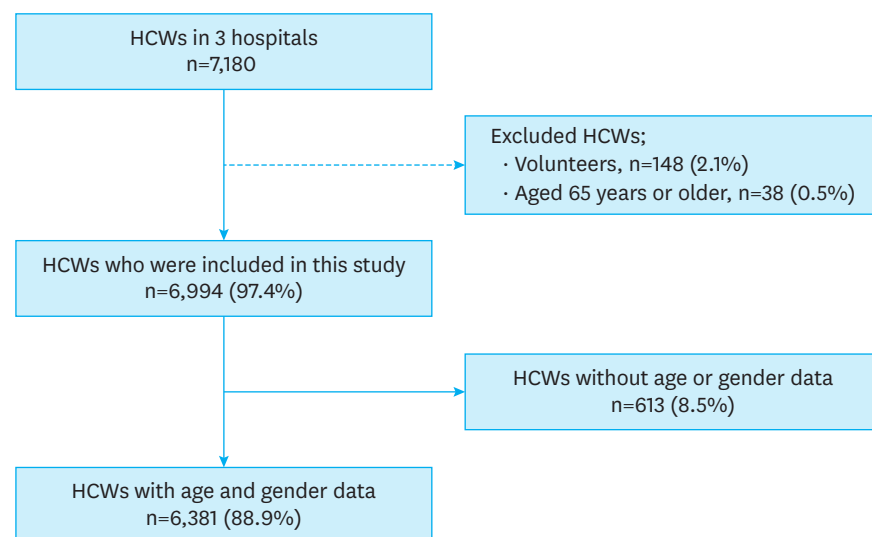 HCWs in 3 hospitals
n=7,180
Excluded HCWs;
· Volunteers, n=148 (2.1%)
· Aged 65 years or older, n=38 (0.5%)
HCWs who were included in this study
n=6,994 (97.4%)
HCWs without age or gender data
n=613 (8.5%)
HCWs with age and gender data
n=6,381 (88.9%)